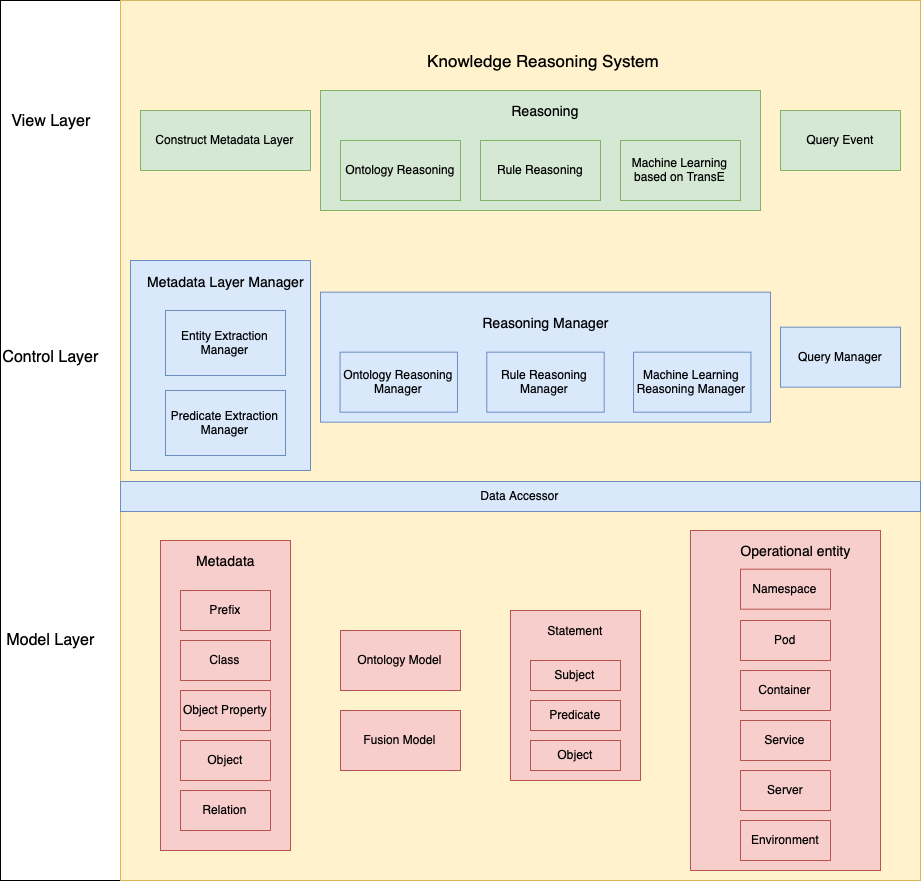 Knowledge Reasoning System
View Layer
Construct Metadata Layer
Reasoning
Ontology Reasoning
Rule Reasoning
Machine Learning
based on TransE
Query Event
Control Layer
Metadata Layer Manager
Entity Extraction
Manager
Predicate Extraction
Manager
Reasoning Manager
Ontology Reasoning
Manager
Rule Reasoning
Manager
Machine Learning
Reasoning Manager
Query Manager
Data Accessor
Model Layer
Metadata
Prefix
Class
Object Property
Object
Relation
Ontology Model
Fusion Model
Statement
Subject
Predicate
Object
Operational entity
Namespace
Pod
Container
Service
Server
Environment